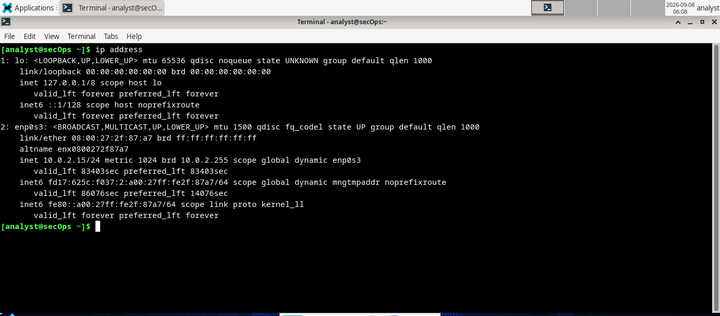 Applications
Terminal - analyst@secO...
2026-09-08
06:08
analyst
Terminal - analyst@secOps:~
File Edit View Terminal Tabs Help
[analyst@secOps ~]$ ip address
1: lo: <LOOPBACK,UP,LOWER_UP> mtu 65536 qdisc noqueue state UNKNOWN group default qlen 1000
    link/loopback 00:00:00:00:00:00 brd 00:00:00:00:00:00
    inet 127.0.0.1/8 scope host lo
       valid_lft forever preferred_lft forever
    inet6 ::1/128 scope host noprefixroute
       valid_lft forever preferred_lft forever
2: enp0s3: <BROADCAST,MULTICAST,UP,LOWER_UP> mtu 1500 qdisc fq_codel state UP group default qlen 1000
    link/ether 08:00:27:2f:87:a7 brd ff:ff:ff:ff:ff:ff
    altname enx0800272f87a7
    inet 10.0.2.15/24 metric 1024 brd 10.0.2.255 scope global dynamic enp0s3
       valid_lft 83403sec preferred_lft 83403sec
    inet6 fd17:625c:f037:2:a00:27ff:fe2f:87a7/64 scope global dynamic mngtmpaddr noprefixroute
       valid_lft 86076sec preferred_lft 14076sec
    inet6 fe80::a00:27ff:fe2f:87a7/64 scope link proto kernel_ll
       valid_lft forever preferred_lft forever
[analyst@secOps ~]$